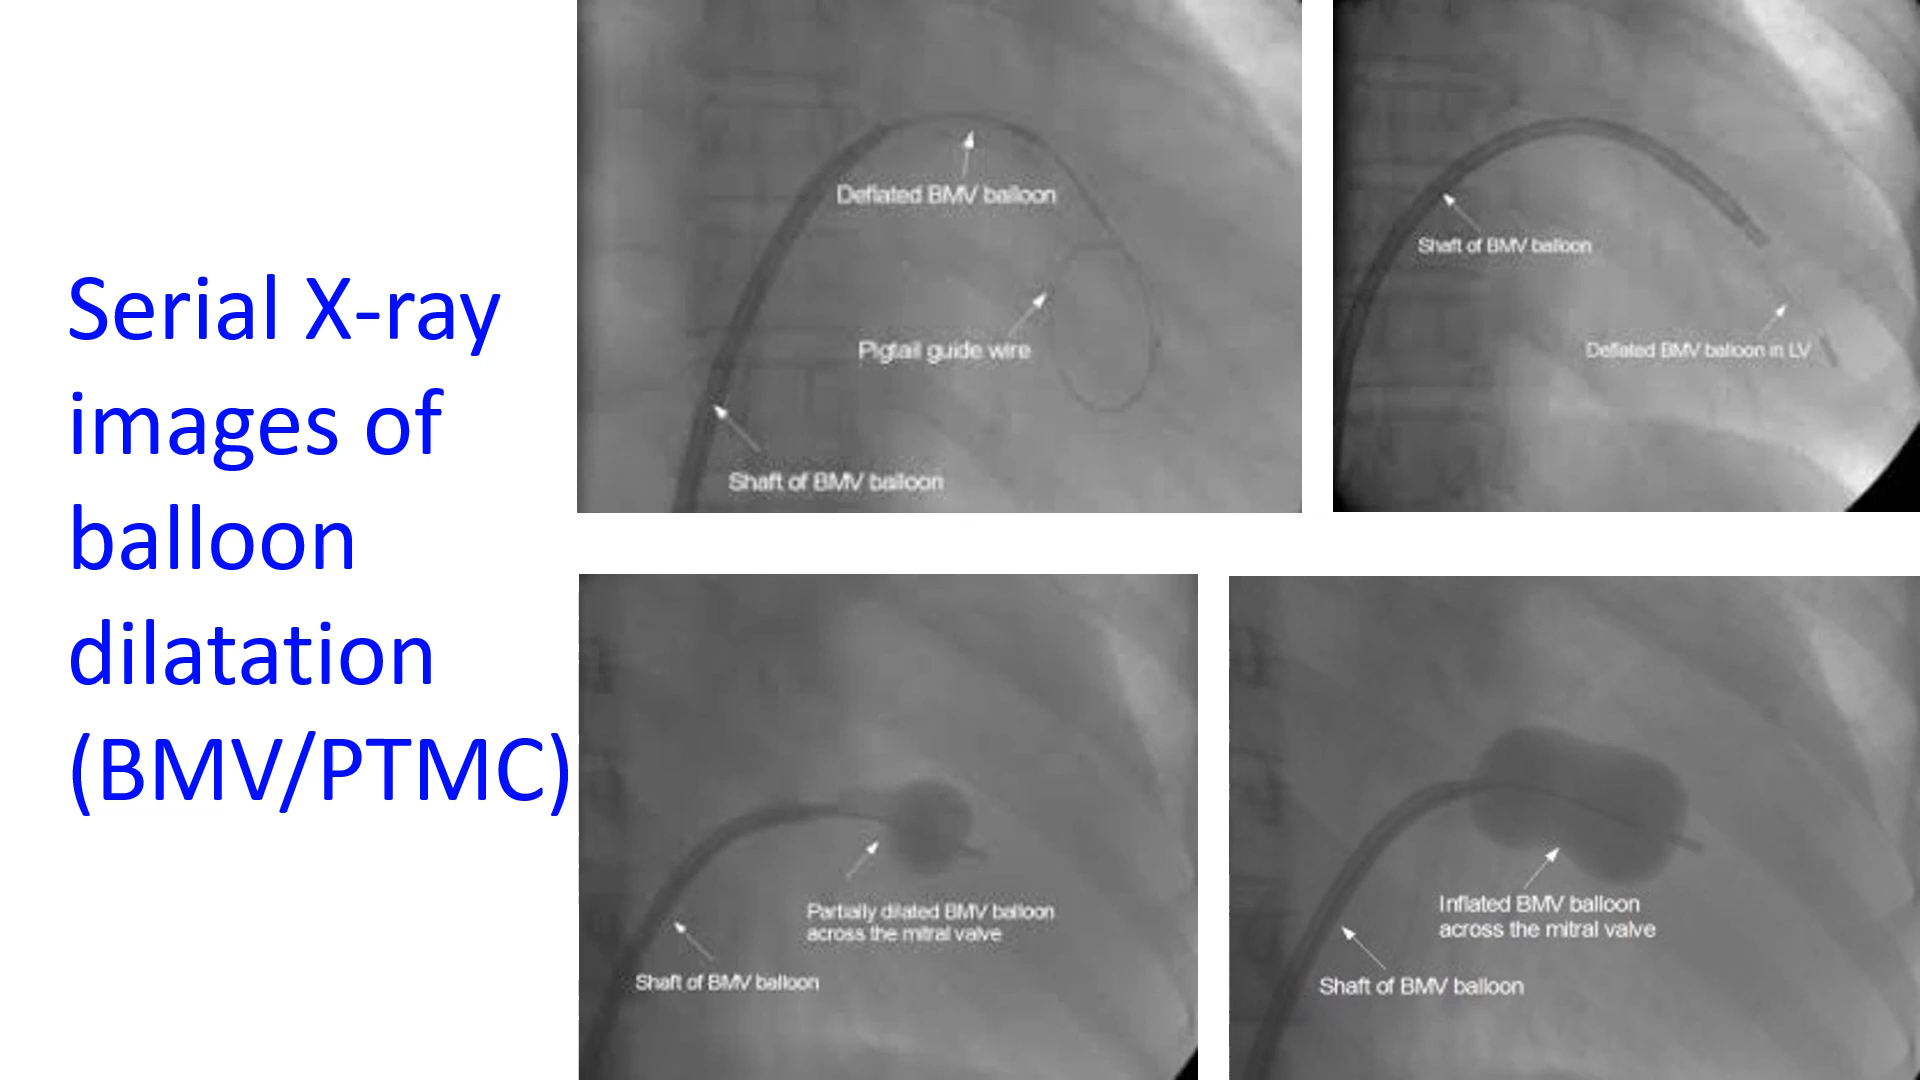 Serial X-ray
images of
balloon
dilatation
(BMV/PTMC)
Deflated BMV balloon
Pigtail guide wire
Shaft of BMV balloon
Shaft of BMV balloon
Deflated BMV balloon in LV
Partially dilated BMV balloon
across the mitral valve
Shaft of BMV balloon
Inflated BMV balloon
across the mitral valve
Shaft of BMV balloon